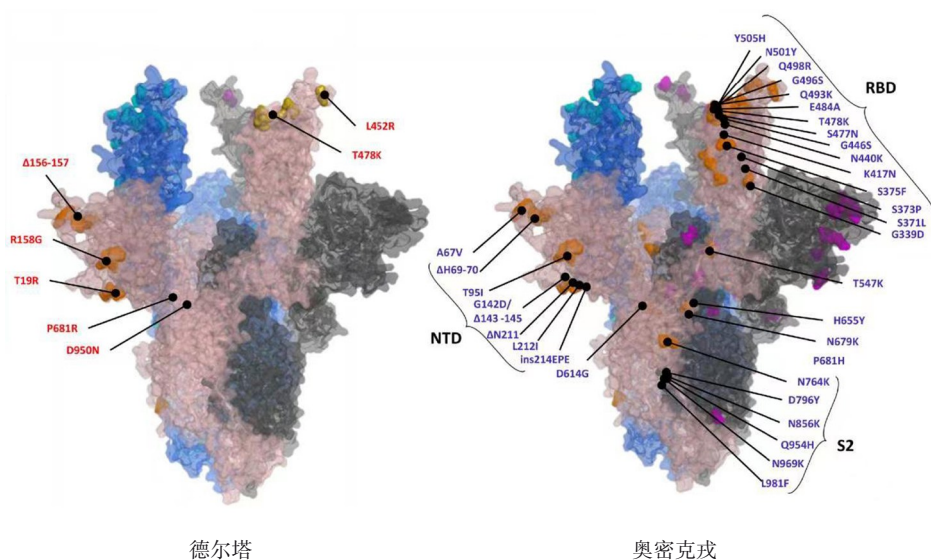 L452R
T478K
Δ156-157
R158G
T19R
P681R
D950N
德尔塔
Y505H
N501Y
Q498R
G496S
Q493K
E484A
T478K
S477N
G446S
N440K
K417N
S375F
S373P
S371L
G339D
RBD
A67V
ΔH69-70
T95I
G142D/
Δ143 -145
ΔN211
L212I
ins214EPE
D614G
NTD
T547K
H655Y
N679K
P681H
N764K
D796Y
N856K
Q954H
N969K
L981F
S2
奥密克戎